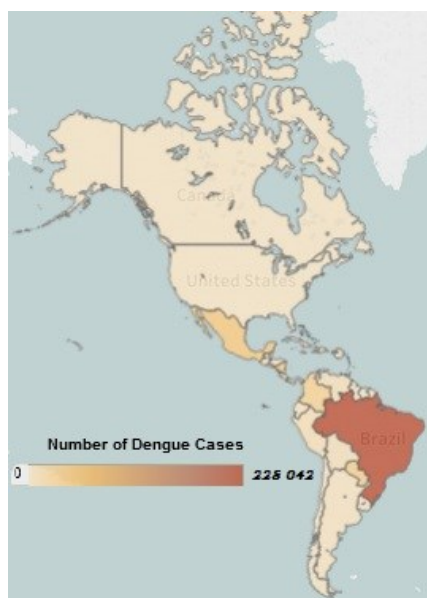 Canada
United States
Brazil
Number of Dengue Cases
0 225 042